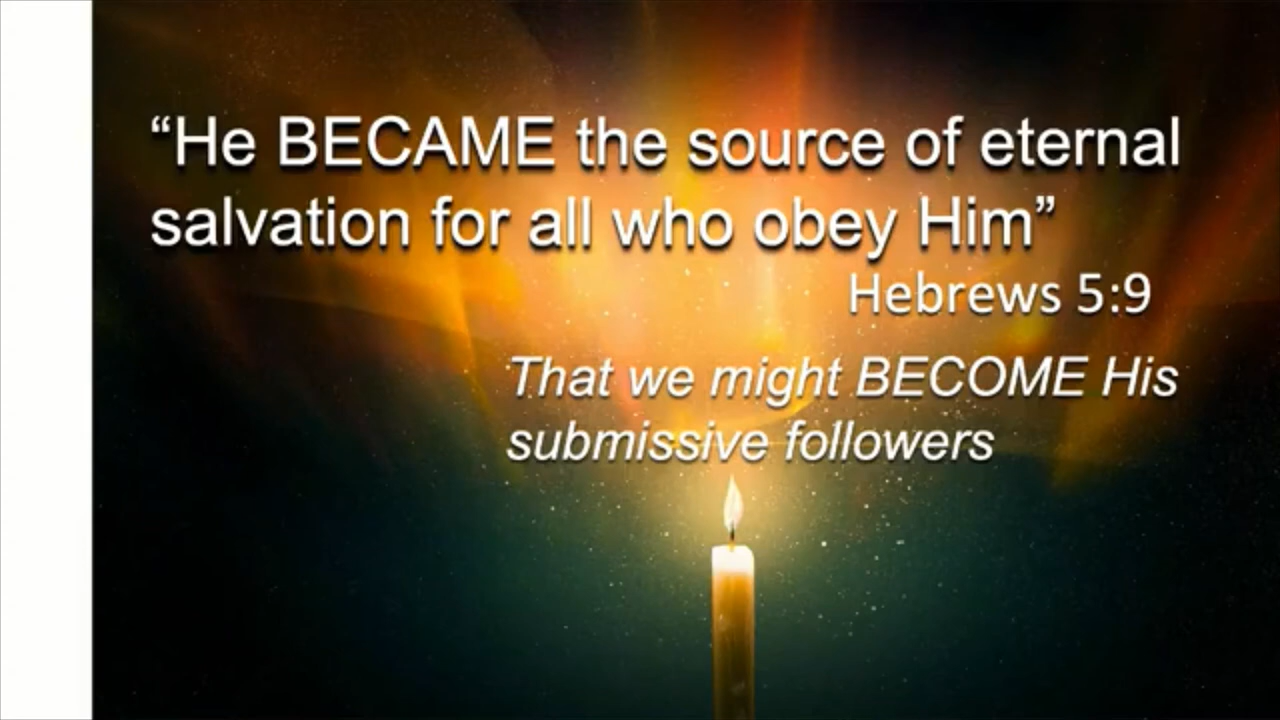 “He BECAME the source of eternal
salvation for all who obey Him”
Hebrews 5:9
That we might BECOME His
submissive followers